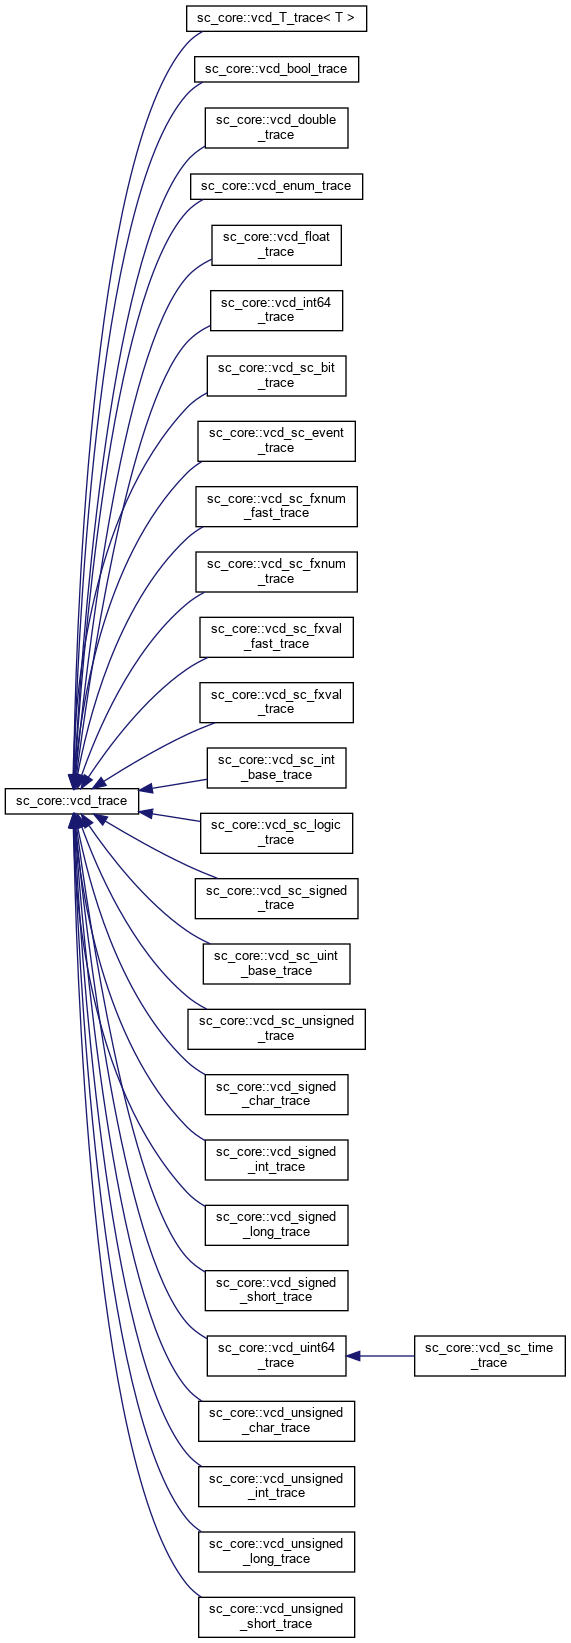 sc_core::vcd_T_trace< T >
sc_core::vcd_bool_trace
sc_core::vcd_double
_trace
sc_core::vcd_enum_trace
sc_core::vcd_float
_trace
sc_core::vcd_int64
_trace
sc_core::vcd_sc_bit
_trace
sc_core::vcd_sc_event
_trace
sc_core::vcd_sc_fxnum
_fast_trace
sc_core::vcd_sc_fxnum
_trace
sc_core::vcd_sc_fxval
_fast_trace
sc_core::vcd_sc_fxval
_trace
sc_core::vcd_sc_int
_base_trace
sc_core::vcd_trace
sc_core::vcd_sc_logic
_trace
sc_core::vcd_sc_signed
_trace
sc_core::vcd_sc_uint
_base_trace
sc_core::vcd_sc_unsigned
_trace
sc_core::vcd_signed
_char_trace
sc_core::vcd_signed
_int_trace
sc_core::vcd_signed
_long_trace
sc_core::vcd_signed
_short_trace
sc_core::vcd_uint64
_trace
sc_core::vcd_sc_time
_trace
sc_core::vcd_unsigned
_char_trace
sc_core::vcd_unsigned
_int_trace
sc_core::vcd_unsigned
_long_trace
sc_core::vcd_unsigned
_short_trace